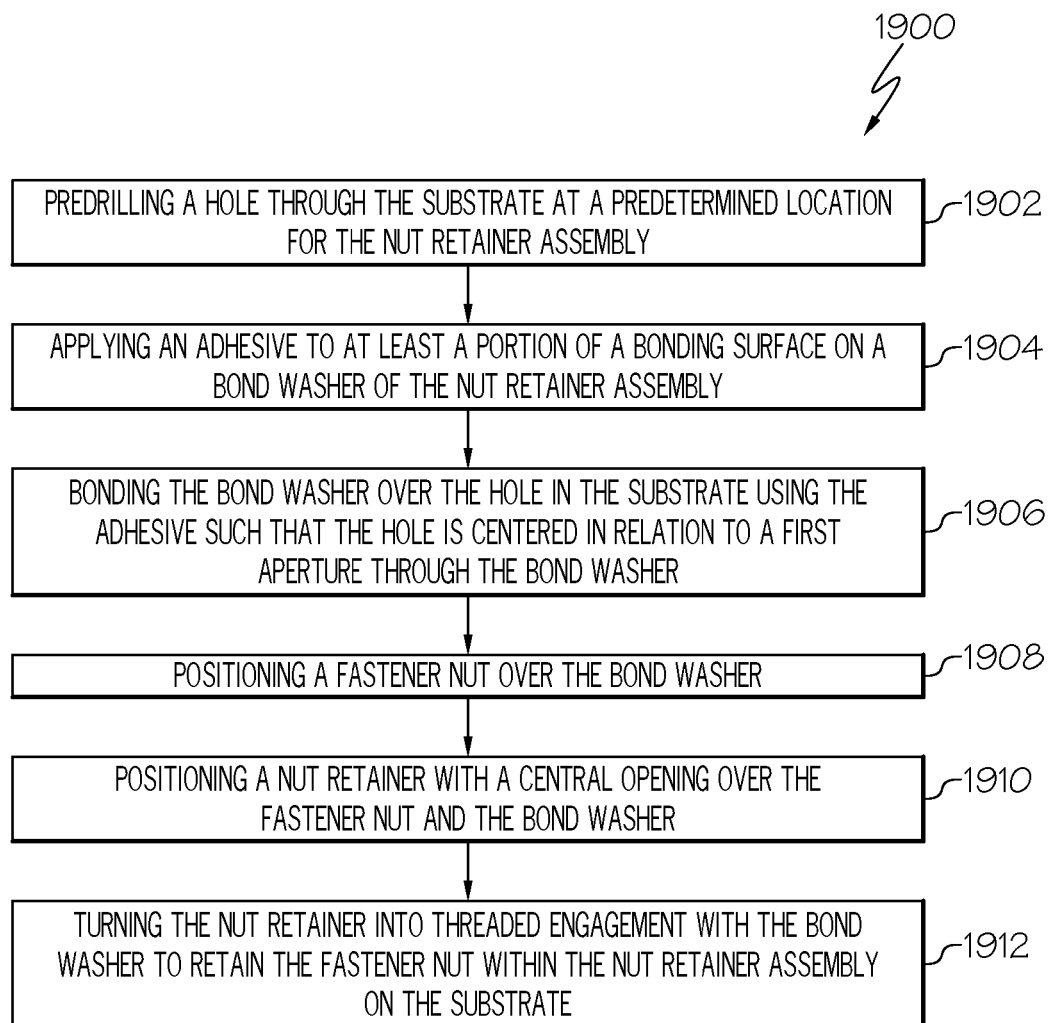 1900
PREDRILLING A HOLE THROUGH THE SUBSTRATE AT A PREDETERMINED LOCATION
FOR THE NUT RETAINER ASSEMBLY
1902
APPLYING AN ADHESIVE TO AT LEAST A PORTION OF A BONDING SURFACE ON A
BOND WASHER OF THE NUT RETAINER ASSEMBLY
1904
BONDING THE BOND WASHER OVER THE HOLE IN THE SUBSTRATE USING THE
ADHESIVE SUCH THAT THE HOLE IS CENTERED IN RELATION TO A FIRST
APERTURE THROUGH THE BOND WASHER
1906
POSITIONING A FASTENER NUT OVER THE BOND WASHER
1908
POSITIONING A NUT RETAINER WITH A CENTRAL OPENING OVER THE
FASTENER NUT AND THE BOND WASHER
1910
TURNING THE NUT RETAINER INTO THREADED ENGAGEMENT WITH THE BOND
WASHER TO RETAIN THE FASTENER NUT WITHIN THE NUT RETAINER ASSEMBLY
ON THE SUBSTRATE
1912